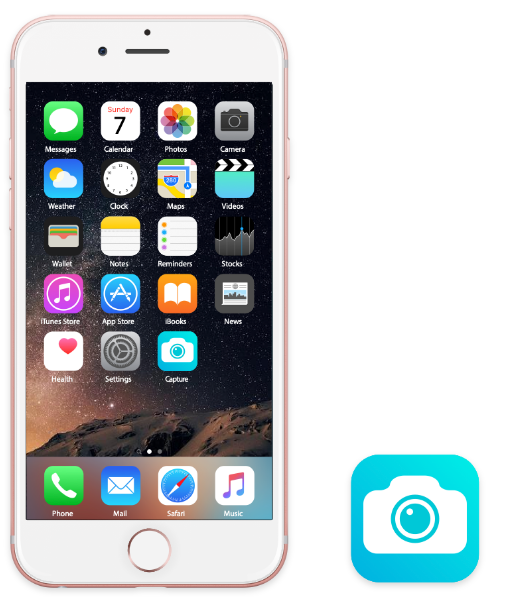 Sunday
7
Messages Calendar Photos Camera
280
Weather Clock Maps Videos
Wallet Notes Reminders Stocks
iTunes Store App Store iBooks News
Health Settings Capture
Phone Mail Safari Music